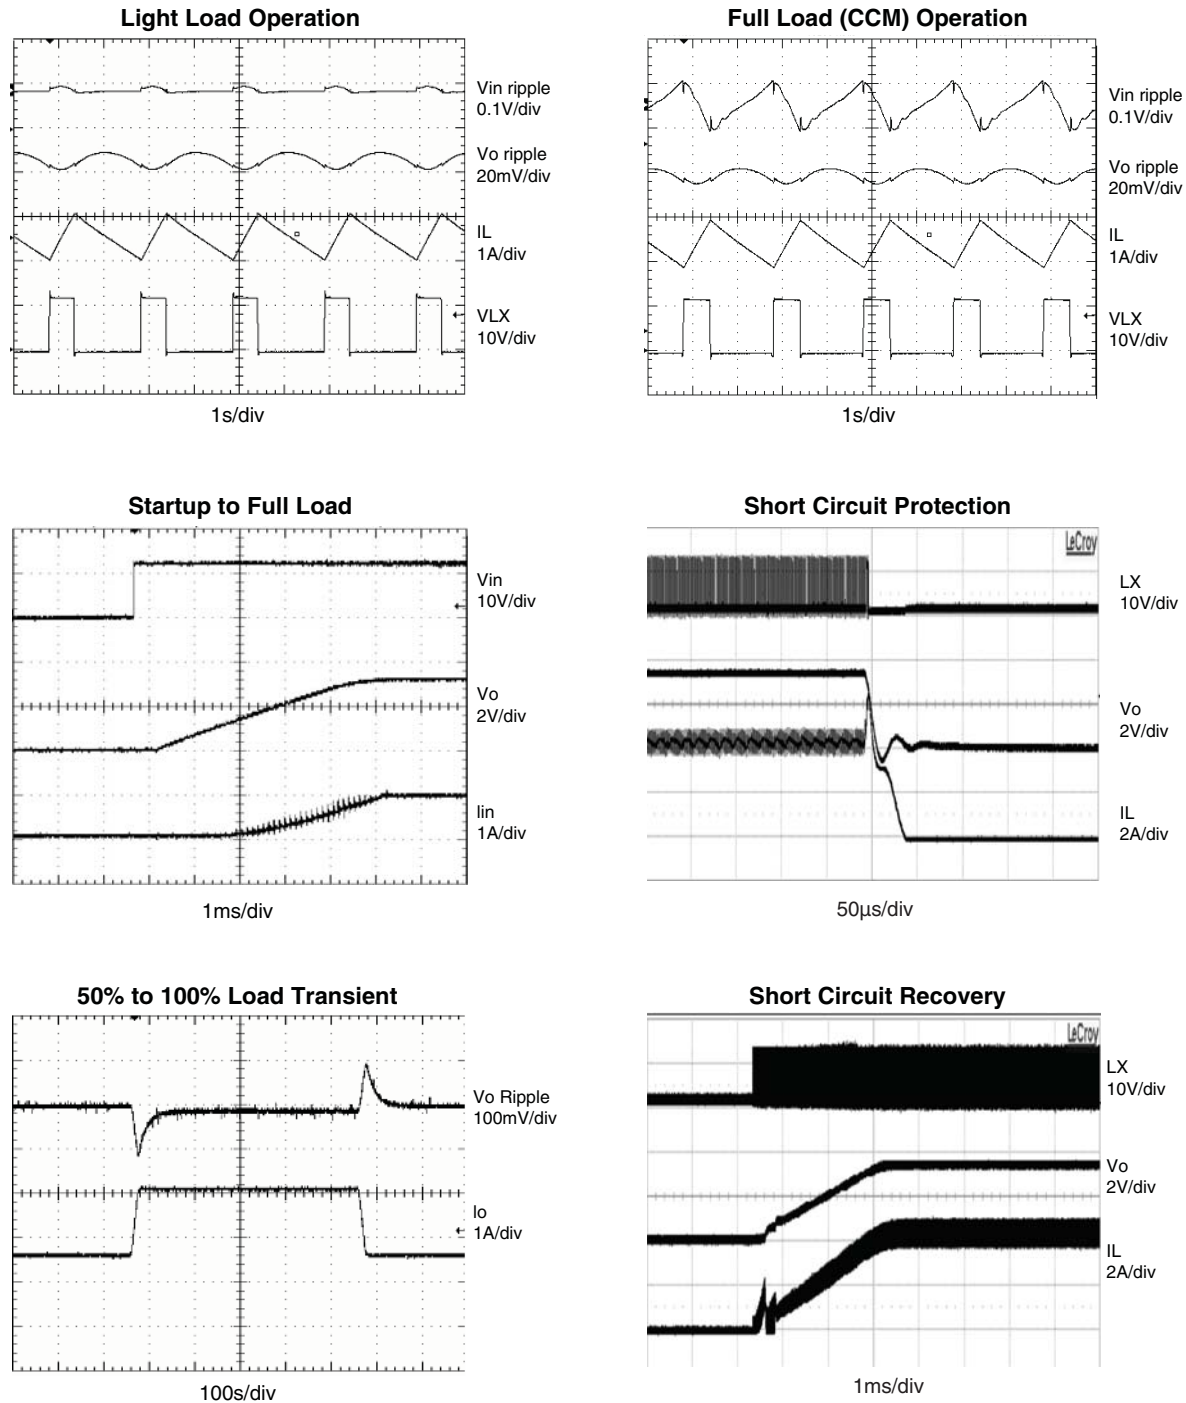 Light Load Operation
Vin ripple
0.1V/div
Vo ripple
20mV/div
IL
1A/div
VLX
10V/div
1s/div
Full Load (CCM) Operation
Vin ripple
0.1V/div
Vo ripple
20mV/div
IL
1A/div
VLX
10V/div
1s/div
Startup to Full Load
Vin
10V/div
Vo
2V/div
Iin
1A/div
1ms/div
Short Circuit Protection
LeCroy
LX
10V/div
Vo
2V/div
IL
2A/div
50μs/div
50% to 100% Load Transient
Vo Ripple
100mV/div
Io
1A/div
100s/div
Short Circuit Recovery
LeCroy
LX
10V/div
Vo
2V/div
IL
2A/div
1ms/div